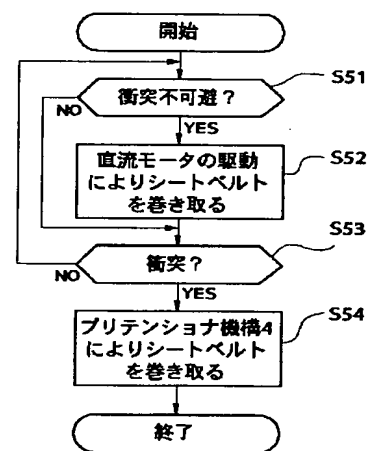 開始
衝突不可避?
S51
NO
YES
直流モータの駆動
によりシートベルト
を巻き取る
S52
衝突?
S53
NO
YES
プリテンショナ機構4
によりシートベルト
を巻き取る
S54
終了